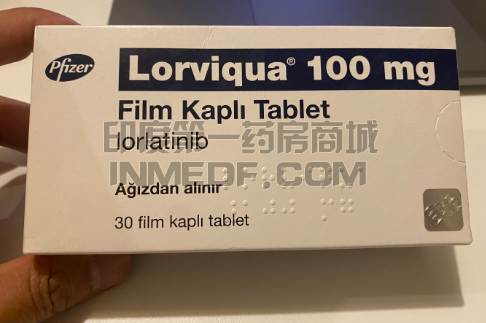 Pfizer
Lorviqua® 100 mg
Film Kaplı Tablet
lorlatinib
印度第一药房商城
INMEDF.COM
Ağızdan alınır
30 film kaplı tablet